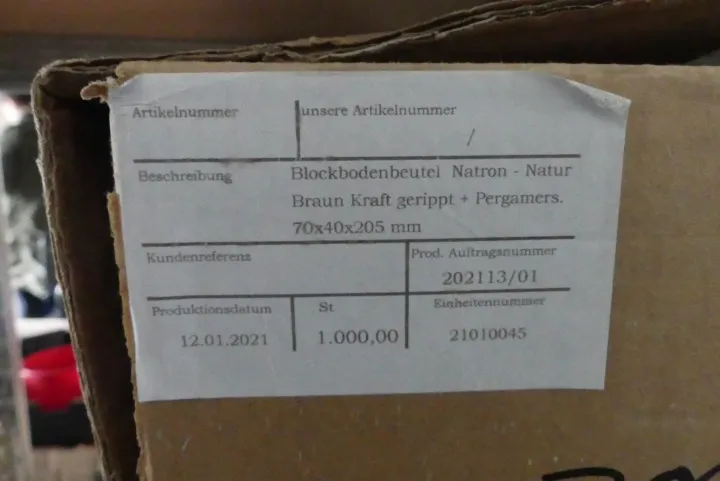 Artikelnummer unsere Artikelnummer
/
Beschreibung Blockbodenbeutel Natron - Natur
Braun Kraft gerippt + Pergamers.
70x40x205 mm
Kundenreferenz Prod. Auftragsnummer
202113/01
Produktionsdatum St Einheitennummer
12.01.2021 1.000,00 21010045